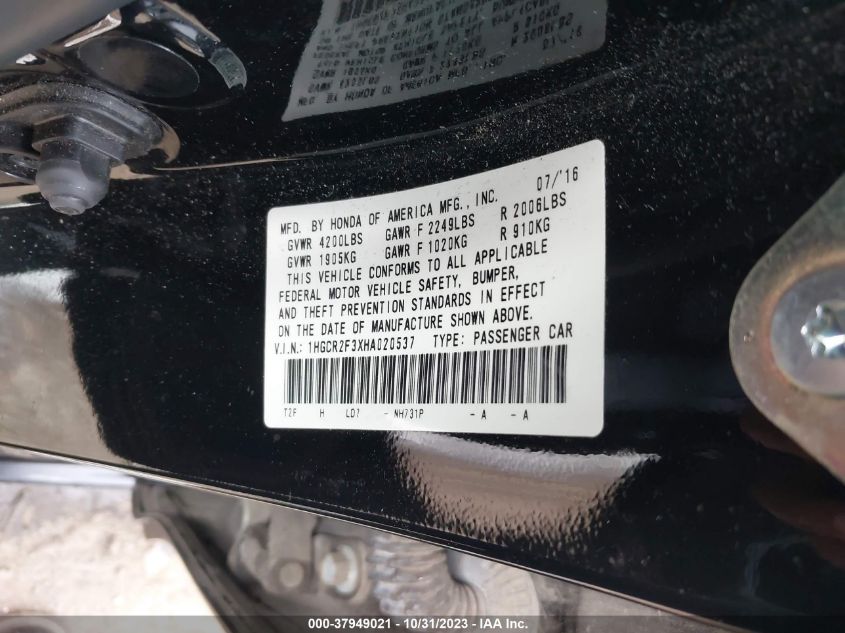 MFD. BY HONDA OF AMERICA MFG., INC. 07/'16
GVWR 4200LBS GAWR F 2249LBS R 2006LBS
GVWR 1905KG GAWR F 1020KG R 910KG
THIS VEHICLE CONFORMS TO ALL APPLICABLE
FEDERAL MOTOR VEHICLE SAFETY, BUMPER,
AND THEFT PREVENTION STANDARDS IN EFFECT
ON THE DATE OF MANUFACTURE SHOWN ABOVE.
V.I.N.: 1HGCR2F3XHA020537 TYPE: PASSENGER CAR
T2F H LD7 - NH731P - A - A
000-37949021 - 10/31/2023 - IAA Inc.